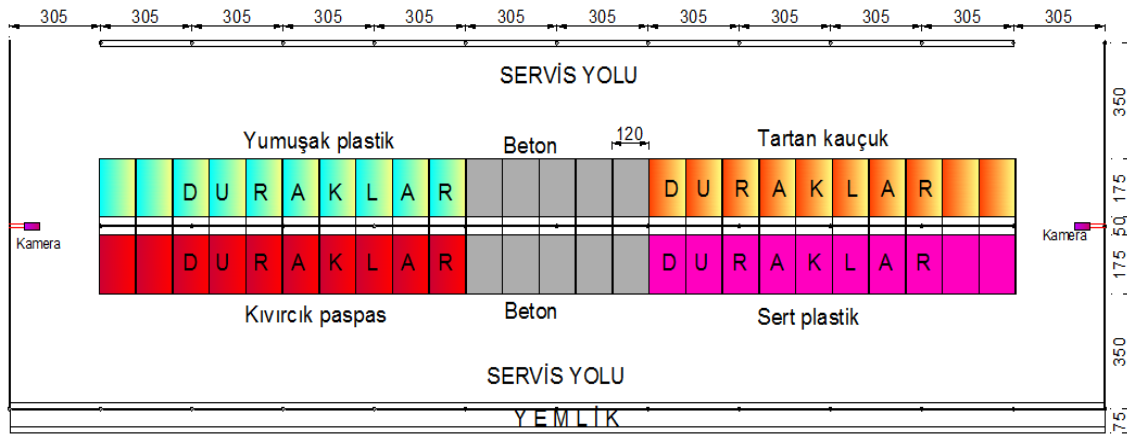 305 305 305 305 305 305 305 305 305 305 305 305
SERVİS YOLU
350
Yumuşak plastik
Beton
120
Tartan kauçuk
D U R A K L A R
D U R A K L A R
175
Kamera
Kamera
50
D U R A K L A R
D U R A K L A R
175
Kıvırcık paspas
Beton
Sert plastik
350
SERVİS YOLU
Y E M L İ K
75